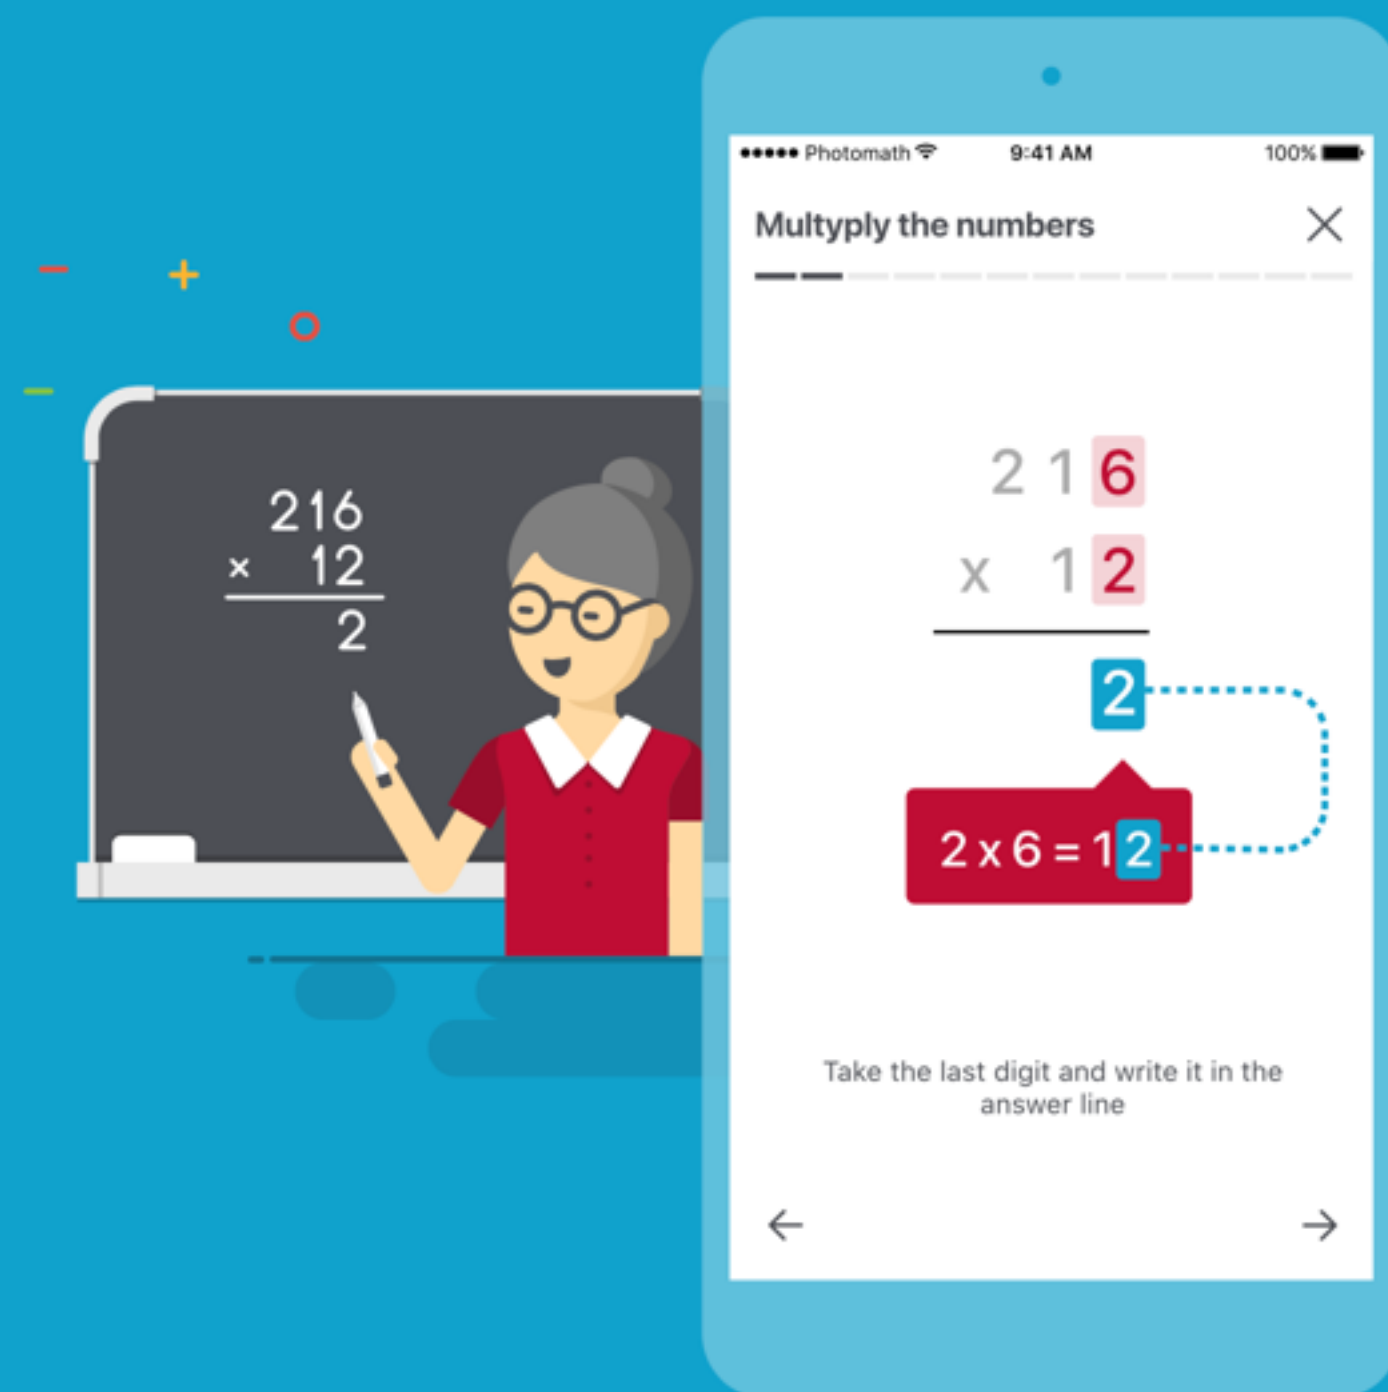 216
× 12
2
Photomath 9:41 AM 100%
Multyply the numbers
2 1 6
x 1 2
2
2 x 6 = 12
Take the last digit and write it in the
answer line